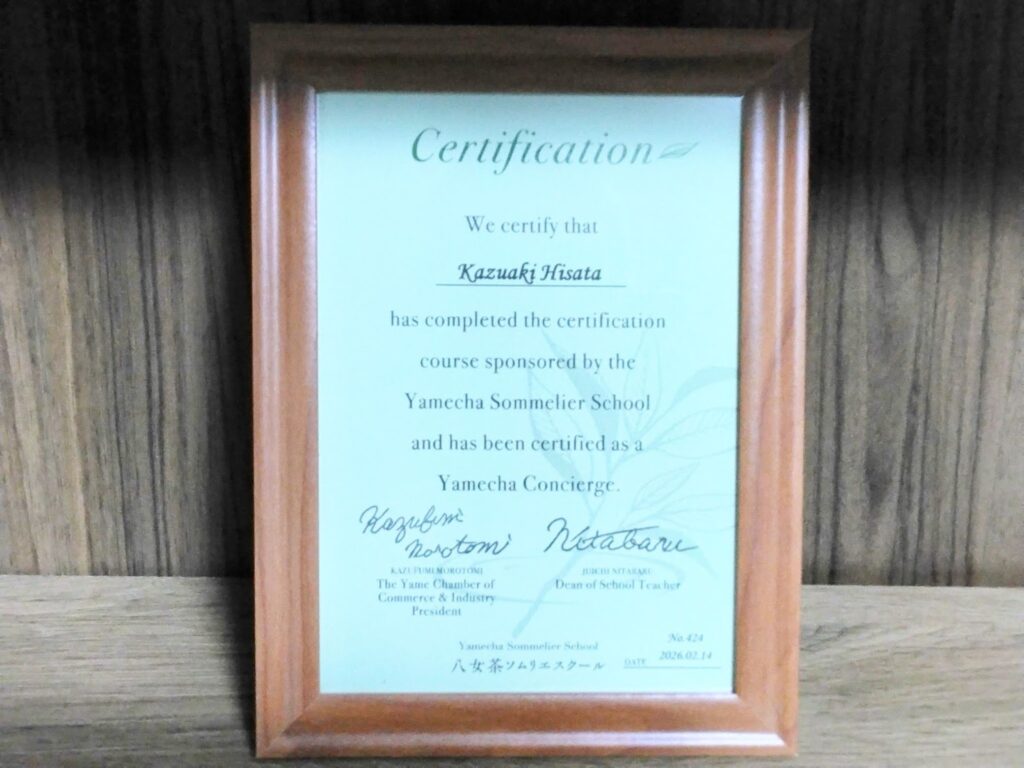 Certification
We certify that
Kazuaki Hisata
has completed the certification
course sponsored by the
Yamecha Sommelier School
and has been certified as a
Yamecha Concierge.
Kazufumi
Morotomi
Nitabaru
KAZUFUMI MOROTOMI
The Yame Chamber of
Commerce & Industry
President
JUICHI NITABARU
Dean of School Teacher
Yamecha Sommelier School
八女茶ソムリエスクール
No.424
DATE 2026.02.14